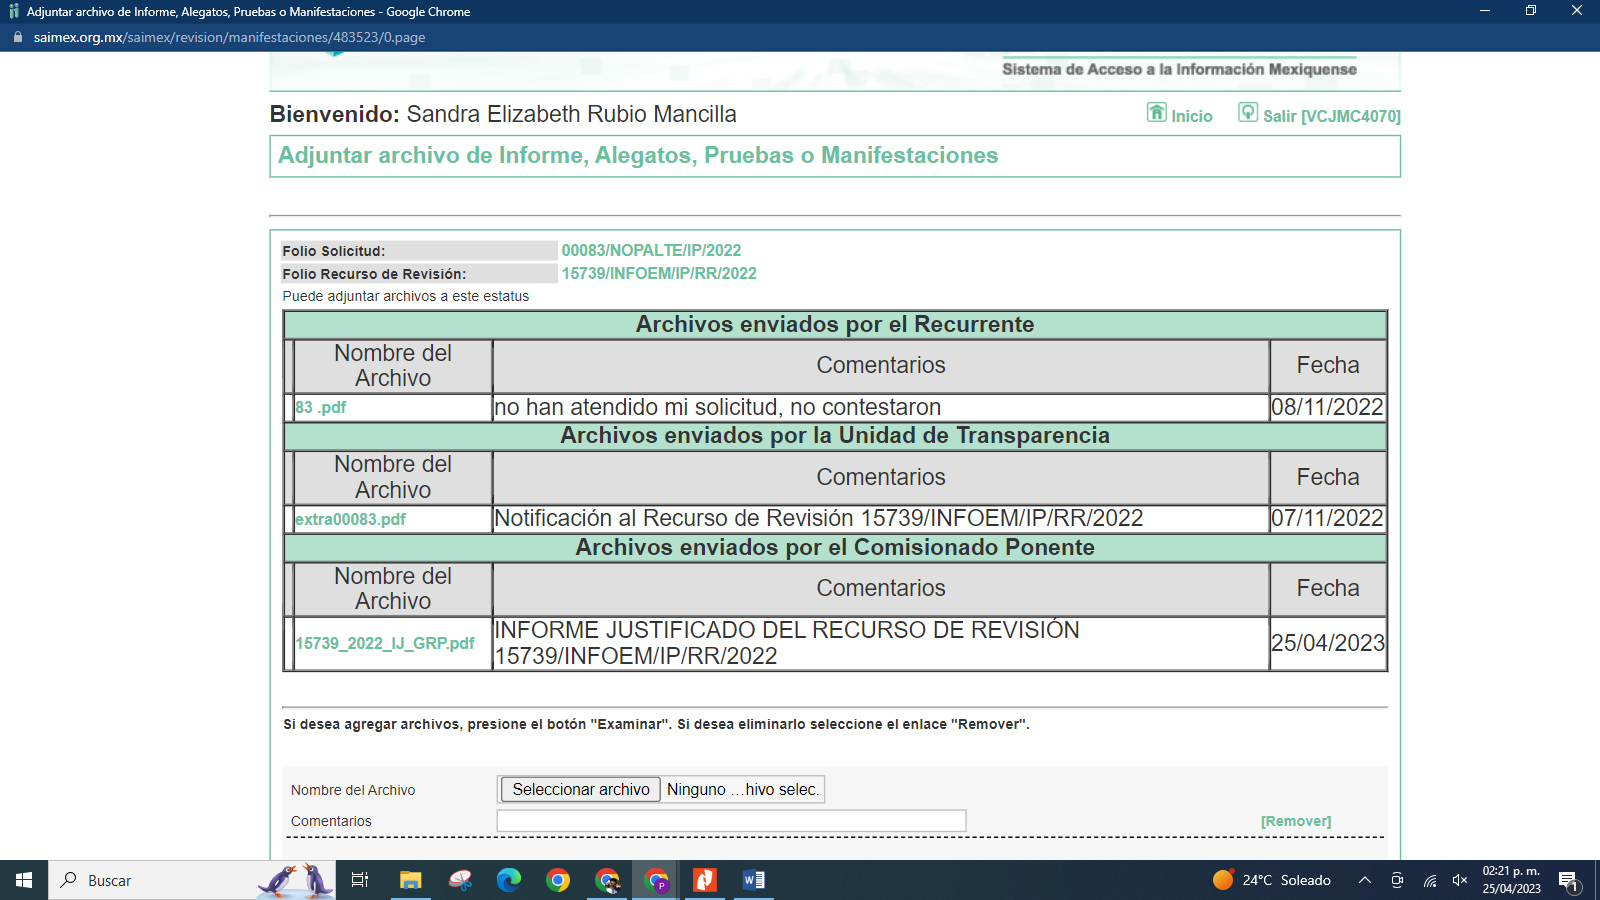 Adjuntar archivo de Informe, Alegatos, Pruebas o Manifestaciones - Google Chrome
saimex.org.mx/saimex/revision/manifestaciones/483523/0.page
Sistema de Acceso a la Información Mexiquense
Bienvenido: Sandra Elizabeth Rubio Mancilla
Inicio
Salir [VCJMC4070]
Adjuntar archivo de Informe, Alegatos, Pruebas o Manifestaciones
Folio Solicitud: 00083/NOPALTE/IP/2022
Folio Recurso de Revisión: 15739/INFOEM/IP/RR/2022
Puede adjuntar archivos a este estatus
Archivos enviados por el Recurrente
Nombre del
Archivo
Comentarios
Fecha
83 .pdf
no han atendido mi solicitud, no contestaron
08/11/2022
Archivos enviados por la Unidad de Transparencia
Nombre del
Archivo
Comentarios
Fecha
extra00083.pdf
Notificación al Recurso de Revisión 15739/INFOEM/IP/RR/2022
07/11/2022
Archivos enviados por el Comisionado Ponente
Nombre del
Archivo
Comentarios
Fecha
15739_2022_IJ_GRP.pdf
INFORME JUSTIFICADO DEL RECURSO DE REVISIÓN
15739/INFOEM/IP/RR/2022
25/04/2023
Si desea agregar archivos, presione el botón "Examinar". Si desea eliminarlo seleccione el enlace "Remover".
Nombre del Archivo
Seleccionar archivo
Ninguno ...hivo selec.
Comentarios
[Remover]
Buscar
P
W
24°C Soleado
02:21 p. m.
25/04/2023
1